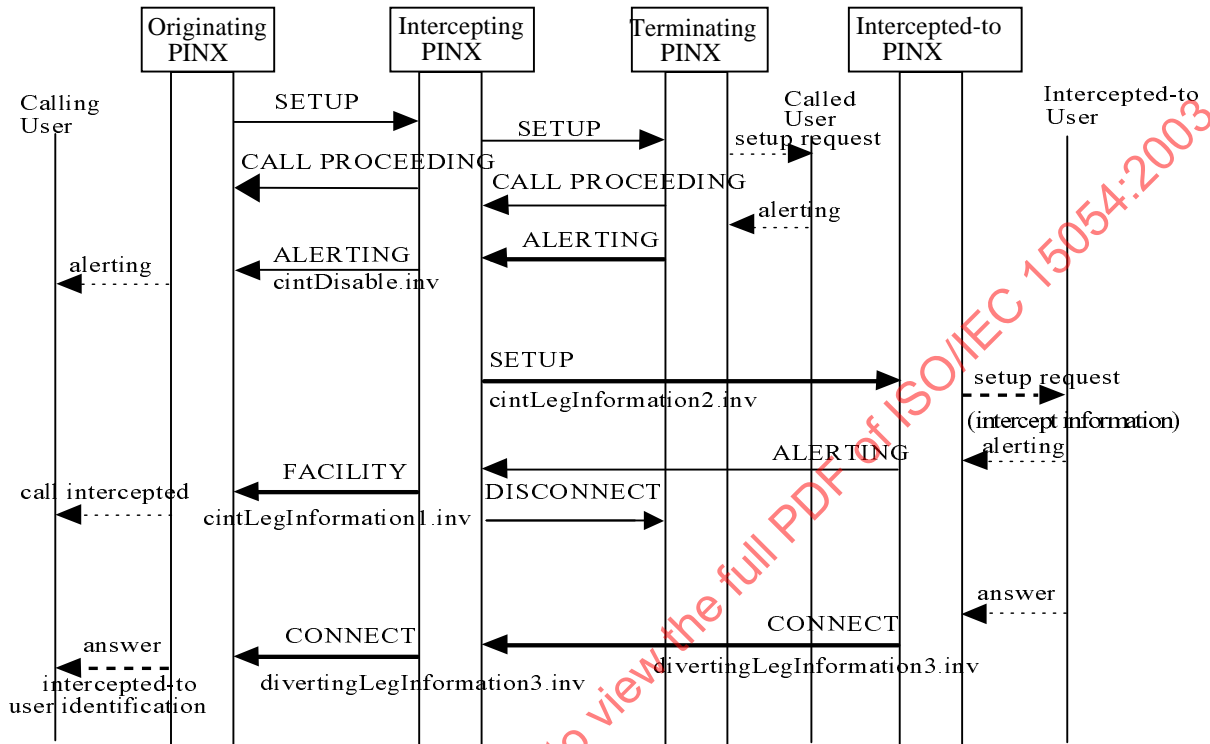 Originating
PINX
Intercepting
PINX
Terminating
PINX
Intercepted-to
PINX
Calling
User
Called
User
Intercepted-to
User
SETUP
SETUP
setup request
CALL PROCEEDING
CALL PROCEEDING
alerting
ALERTING
ALERTING
cintDisable.inv
alerting
SETUP
cintLegInformation2.inv
setup request
(intercept information)
alerting
ALERTING
FACILITY
DISCONNECT
call intercepted
cintLegInformation1.inv
answer
CONNECT
CONNECT
answer
divertingLegInformation3.inv
divertingLegInformation3.inv
intercepted-to
user identification
to view the full PDF of ISO/IEC 15054:2003